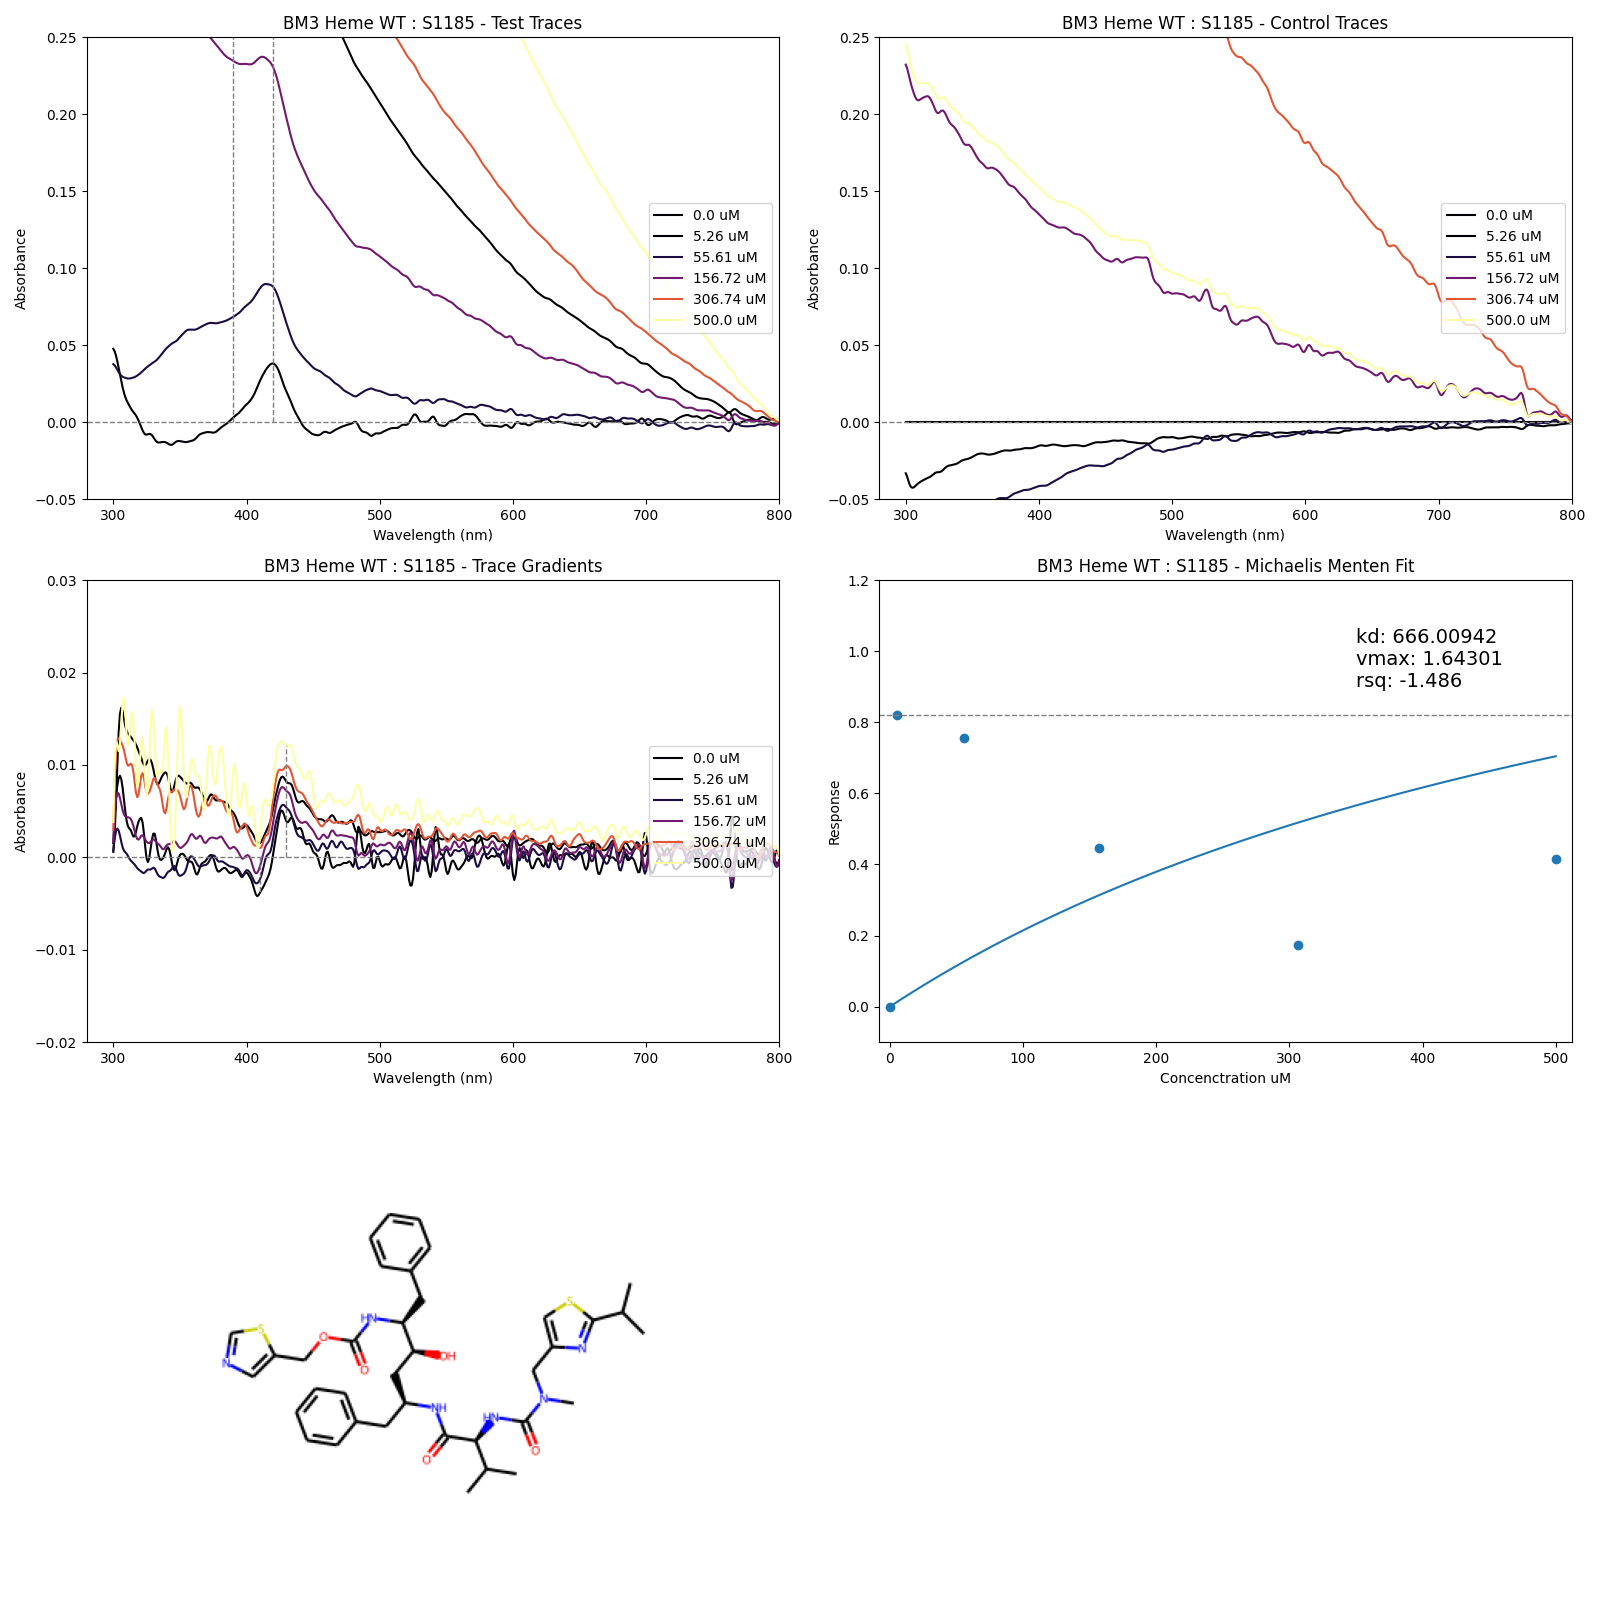 BM3 Heme WT : S1185 - Test Traces
0.25
0.20
0.15
0.10
0.05
0.00
−0.05
Absorbance
300 400 500 600 700 800
Wavelength (nm)
0.0 uM
5.26 uM
55.61 uM
156.72 uM
306.74 uM
500.0 uM
BM3 Heme WT : S1185 - Control Traces
0.25
0.20
0.15
0.10
0.05
0.00
−0.05
Absorbance
300 400 500 600 700 800
Wavelength (nm)
0.0 uM
5.26 uM
55.61 uM
156.72 uM
306.74 uM
500.0 uM
BM3 Heme WT : S1185 - Trace Gradients
0.03
0.02
0.01
0.00
−0.01
−0.02
Absorbance
300 400 500 600 700 800
Wavelength (nm)
0.0 uM
5.26 uM
55.61 uM
156.72 uM
306.74 uM
500.0 uM
BM3 Heme WT : S1185 - Michaelis Menten Fit
1.2
1.0
0.8
0.6
0.4
0.2
0.0
Response
kd: 666.00942
vmax: 1.64301
rsq: -1.486
0 100 200 300 400 500
Concenctration uM
S
HN
S
O
N
O
OH
N
NH
HN
N
O
O